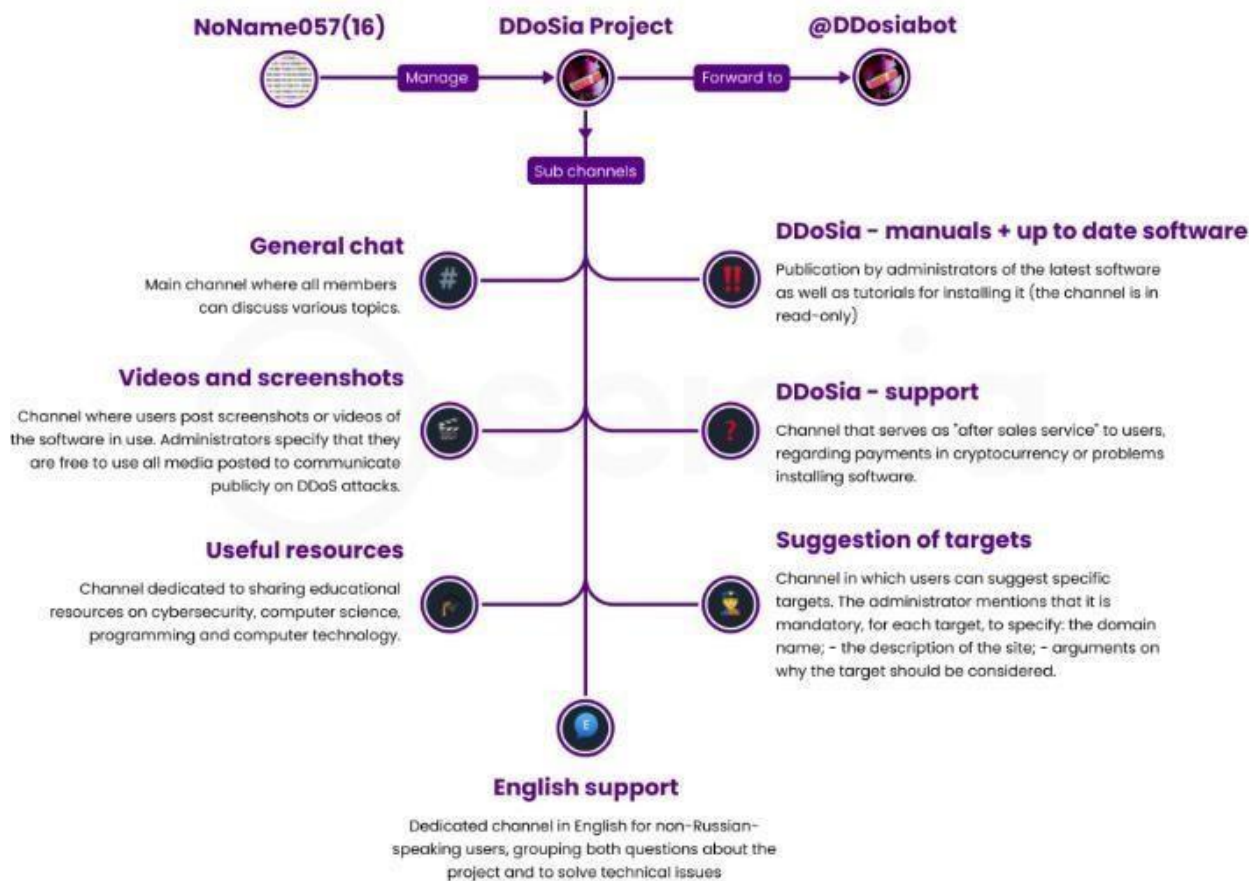 NoName057(16)
DDoSia Project
@DDosiabot
Manage
Forward to
Sub channels
General chat
Main channel where all members
can discuss various topics.
#
DDoSia - manuals + up to date software
Publication by administrators of the latest software
as well as tutorials for installing it (the channel is in
read-only)
!!
Videos and screenshots
Channel where users post screenshots or videos of
the software in use. Administrators specify that they
are free to use all media posted to communicate
publicly on DDoS attacks.
DDoSia - support
Channel that serves as "after sales service" to users,
regarding payments in cryptocurrency or problems
installing software.
?
Useful resources
Channel dedicated to sharing educational
resources on cybersecurity, computer science,
programming and computer technology.
Suggestion of targets
Channel in which users can suggest specific
targets. The administrator mentions that it is
mandatory, for each target, to specify: the domain
name; - the description of the site; - arguments on
why the target should be considered.
E
English support
Dedicated channel in English for non-Russian-
speaking users, grouping both questions about the
project and to solve technical issues